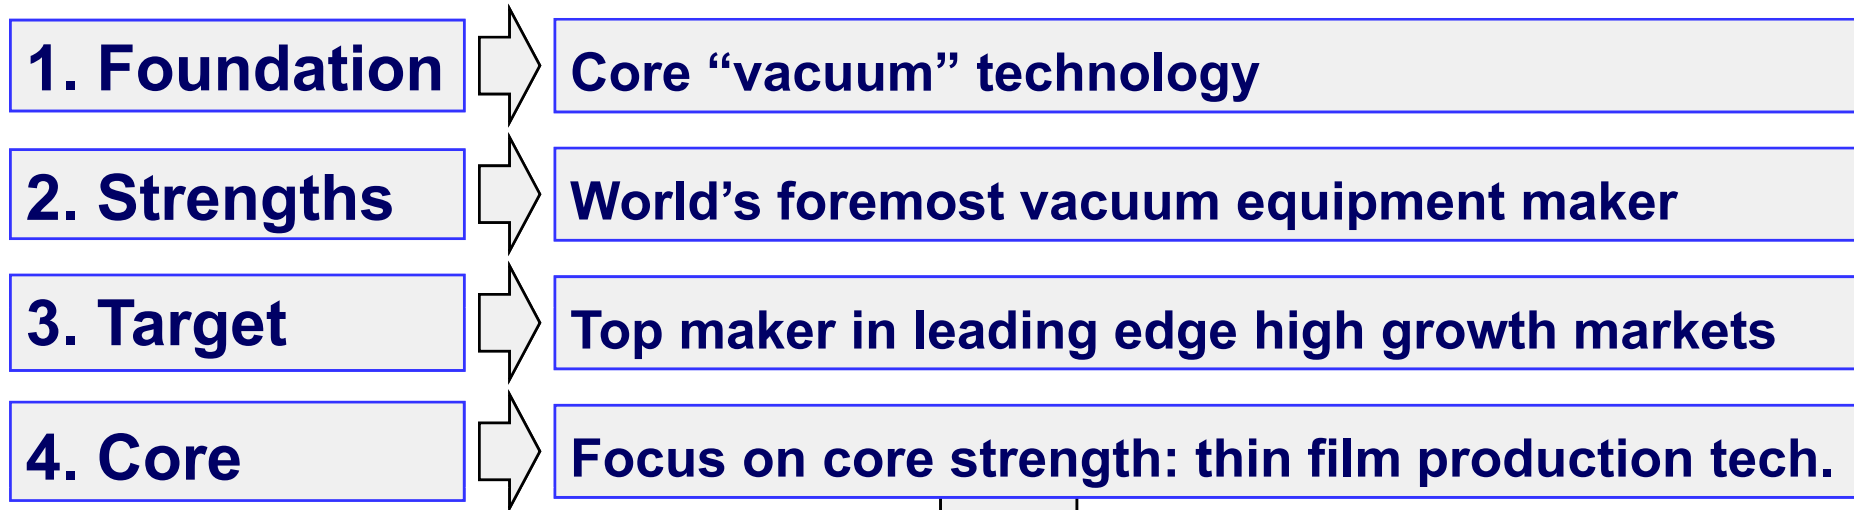 1. Foundation
Core “vacuum” technology
2. Strengths
World’s foremost vacuum equipment maker
3. Target
Top maker in leading edge high growth markets
4. Core
Focus on core strength: thin film production tech.